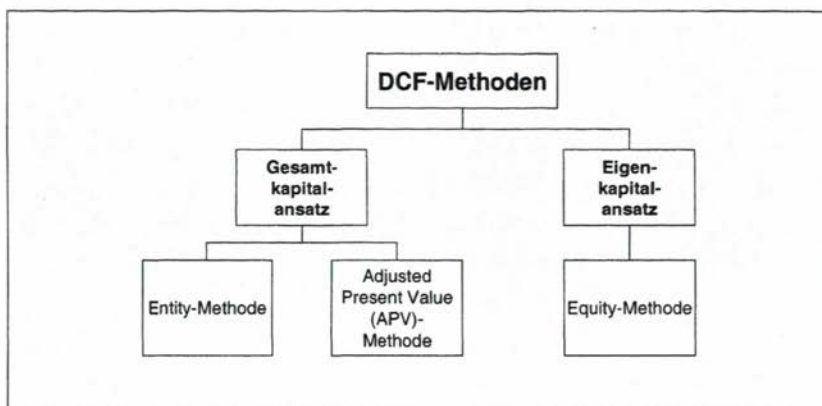 DCF-Methoden
Gesamt-
kapital-
ansatz
Eigen-
kapital-
ansatz
Entity-Methode
Adjusted
Present Value
(APV)-
Methode
Equity-Methode